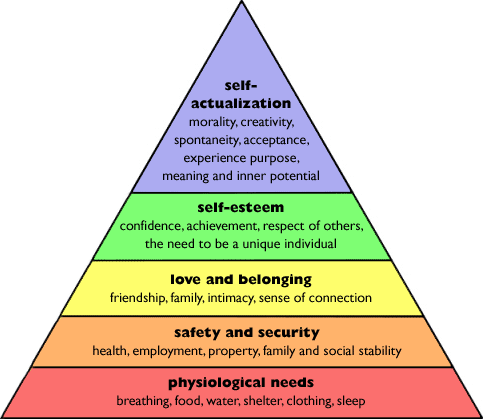 self-
actualization
morality, creativity,
spontaneity, acceptance,
experience purpose,
meaning and inner potential
self-esteem
confidence, achievement, respect of others,
the need to be a unique individual
love and belonging
friendship, family, intimacy, sense of connection
safety and security
health, employment, property, family and social stability
physiological needs
breathing, food, water, shelter, clothing, sleep